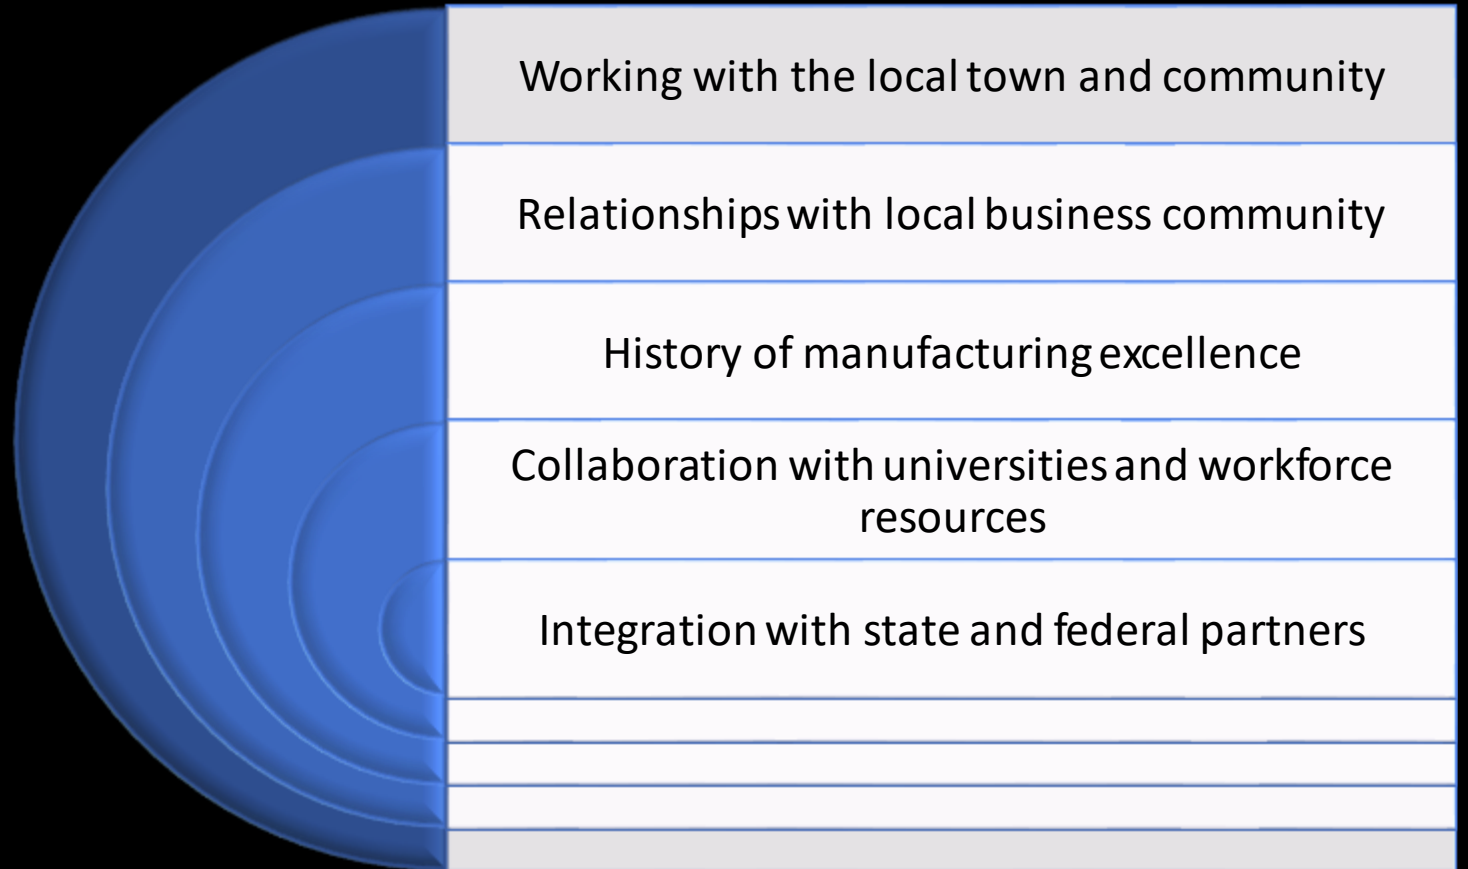 Working with the local town and community
Relationships with local business community
History of manufacturing excellence
Collaboration with universities and workforce
resources
Integration with state and federal partners